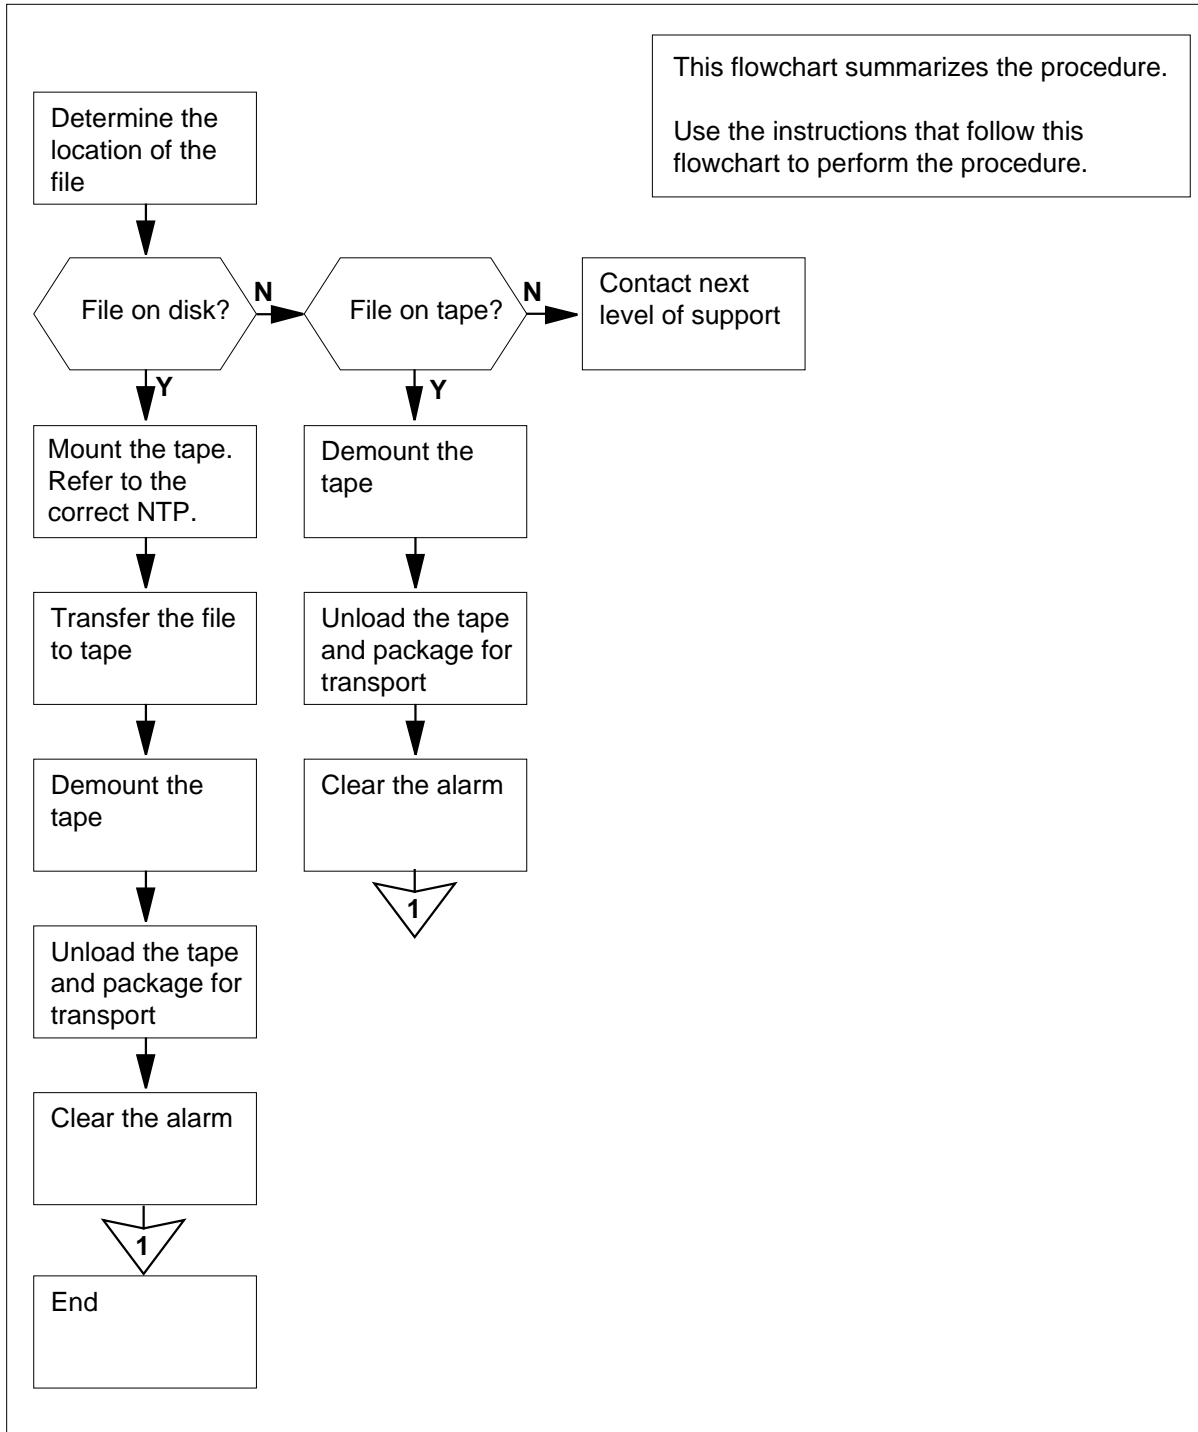 This flowchart summarizes the procedure.
Use the instructions that follow this
flowchart to perform the procedure.
Determine the
location of the
file
File on disk?
N
File on tape?
N
Contact next
level of support
Y
Y
Mount the tape.
Refer to the
correct NTP.
Demount the
tape
Transfer the file
to tape
Unload the tape
and package for
transport
Demount the
tape
Clear the alarm
1
Unload the tape
and package for
transport
Clear the alarm
1
End